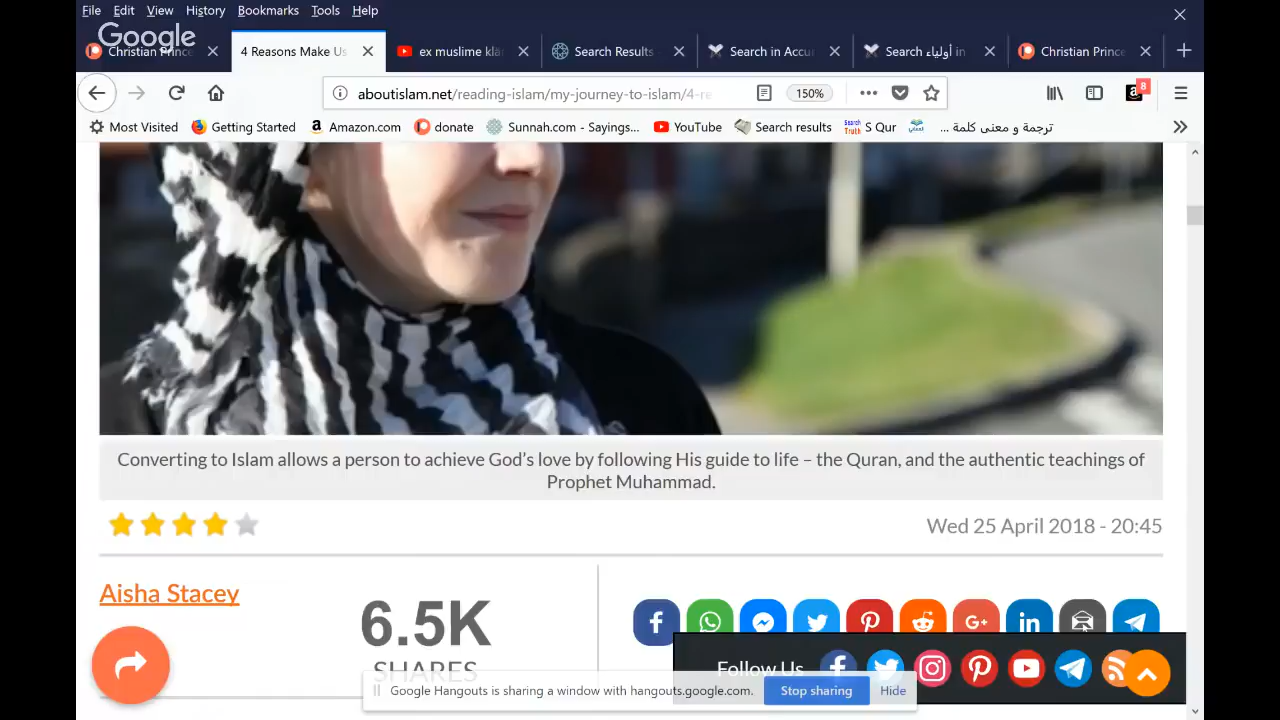 File Edit View History Bookmarks Tools Help
Google
Christian Prince
4 Reasons Make Us
ex muslime klä
Search Results
Search in Accu
Search أولياء in
Christian Prince
aboutislam.net/reading-islam/my-journey-to-islam/4-re
150%
8
Most Visited Getting Started Amazon.com donate Sunnah.com - Sayings... YouTube Search results Search Truth S Qur ترجمة و معنى كلمة ...
Converting to Islam allows a person to achieve God's love by following His guide to life – the Quran, and the authentic teachings of
Prophet Muhammad.
Wed 25 April 2018 - 20:45
Aisha Stacey
6.5K
SHARES
Follow Us
Google Hangouts is sharing a window with hangouts.google.com. Stop sharing Hide